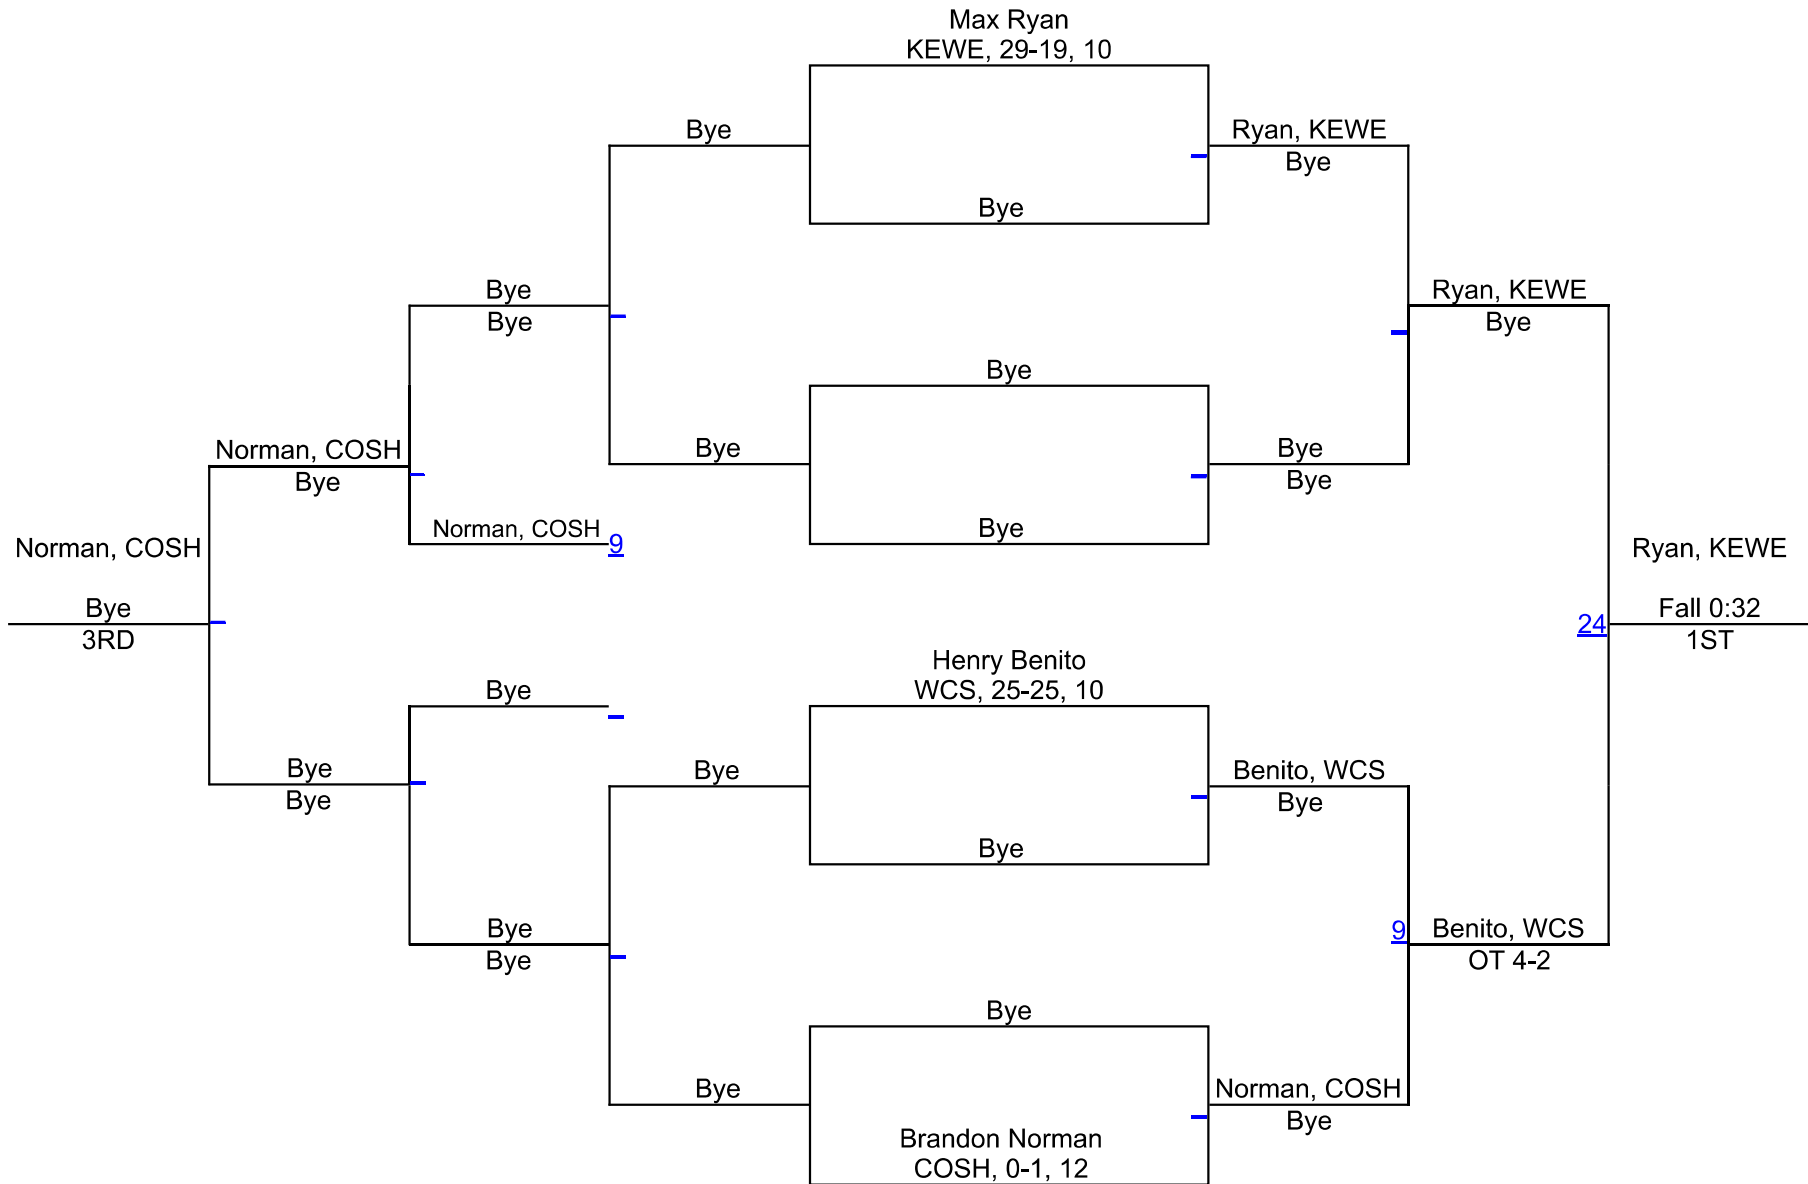 Max Ryan
KEWE, 29-19, 10
Bye
Ryan, KEWE
Bye
Bye
Bye
Bye
Ryan, KEWE
Bye
Bye
Norman, COSH
Bye
Bye
Bye
Bye
Bye
Norman, COSH
9
Norman, COSH
Bye
3RD
Ryan, KEWE
24
Fall 0:32
1ST
Henry Benito
WCS, 25-25, 10
Bye
Bye
Bye
Bye
Benito, WCS
Bye
Bye
Bye
Bye
9
Benito, WCS
OT 4-2
Bye
Bye
Norman, COSH
Bye
Brandon Norman
COSH, 0-1, 12